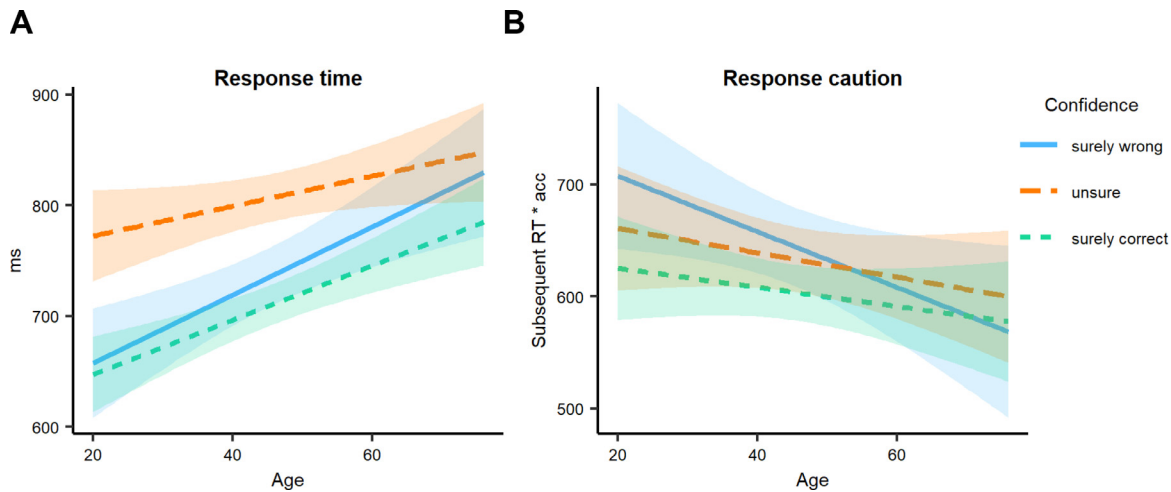 A
B
Response time
Response caution
900
800
700
600
ms
20
40
60
Age
700
600
500
Subsequent RT * acc
20
40
60
Age
Confidence
surely wrong
unsure
surely correct